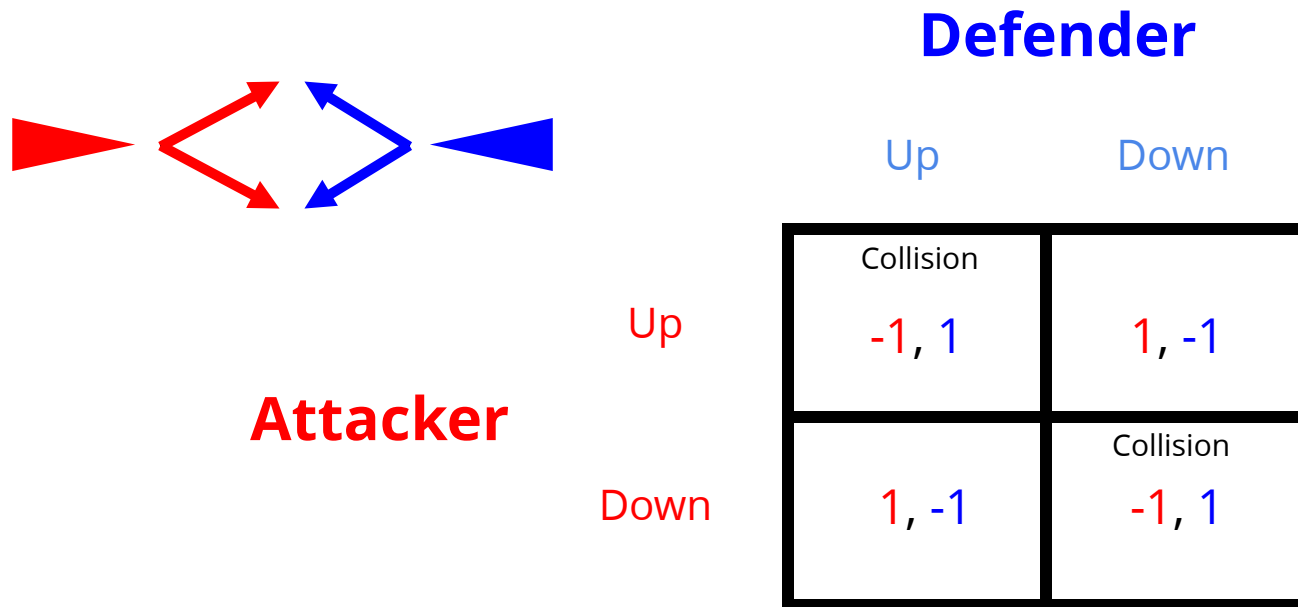 Defender
Up Down
Collision
Up
-1, 1 1, -1
Attacker
Collision
Down
1, -1 -1, 1